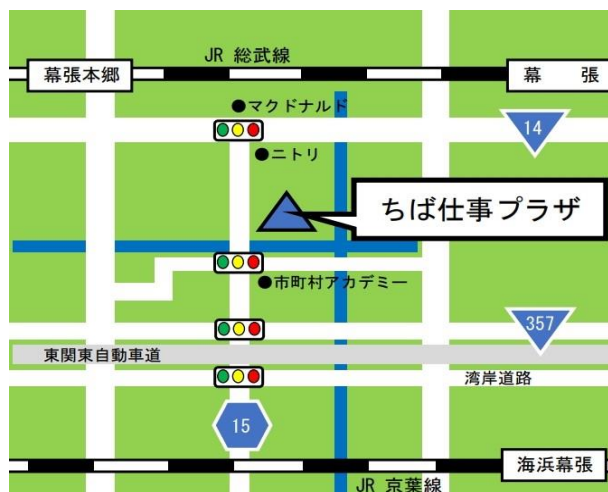 JR 総武線
幕張本郷
幕 張
マクドナルド
14
ニトリ
ちば仕事プラザ
市町村アカデミー
357
東関東自動車道
湾岸道路
15
海浜幕張
JR 京葉線